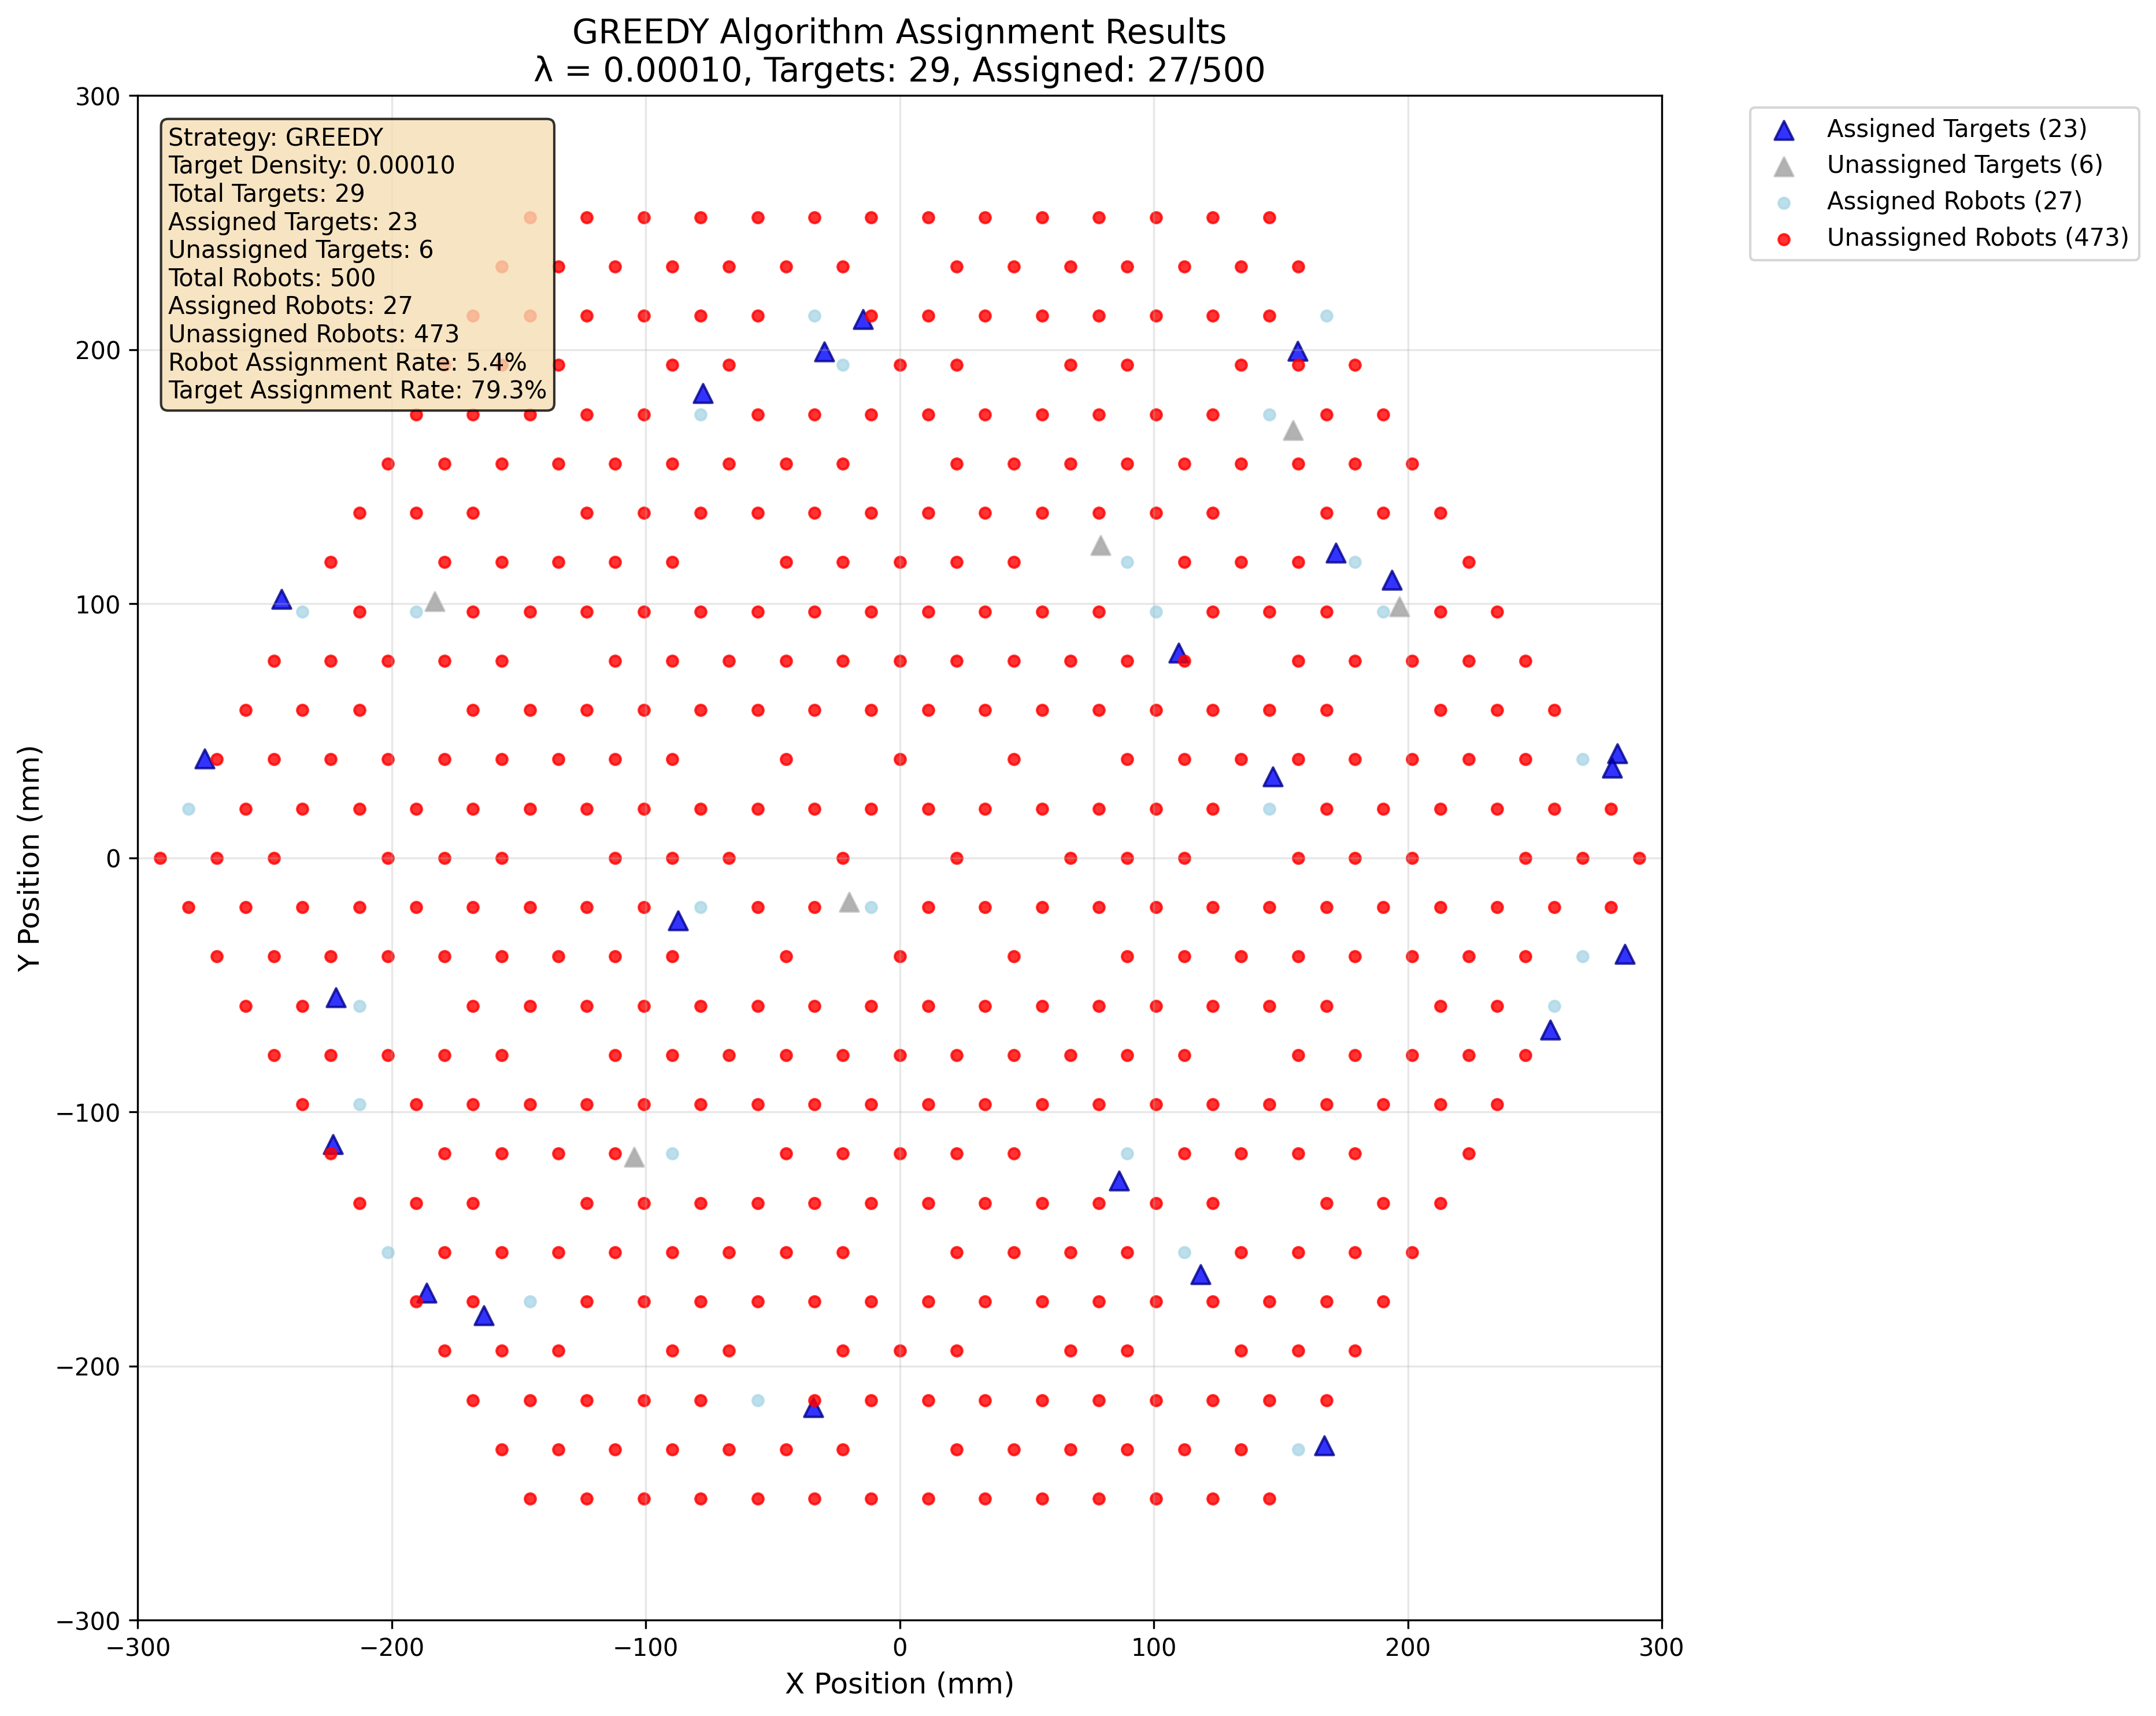 GREEDY Algorithm Assignment Results
λ = 0.00010, Targets: 29, Assigned: 27/500
300
200
100
0
−100
−200
−300
Y Position (mm)
Strategy: GREEDY
Target Density: 0.00010
Total Targets: 29
Assigned Targets: 23
Unassigned Targets: 6
Total Robots: 500
Assigned Robots: 27
Unassigned Robots: 473
Robot Assignment Rate: 5.4%
Target Assignment Rate: 79.3%
Assigned Targets (23)
Unassigned Targets (6)
Assigned Robots (27)
Unassigned Robots (473)
−300 −200 −100 0 100 200 300
X Position (mm)